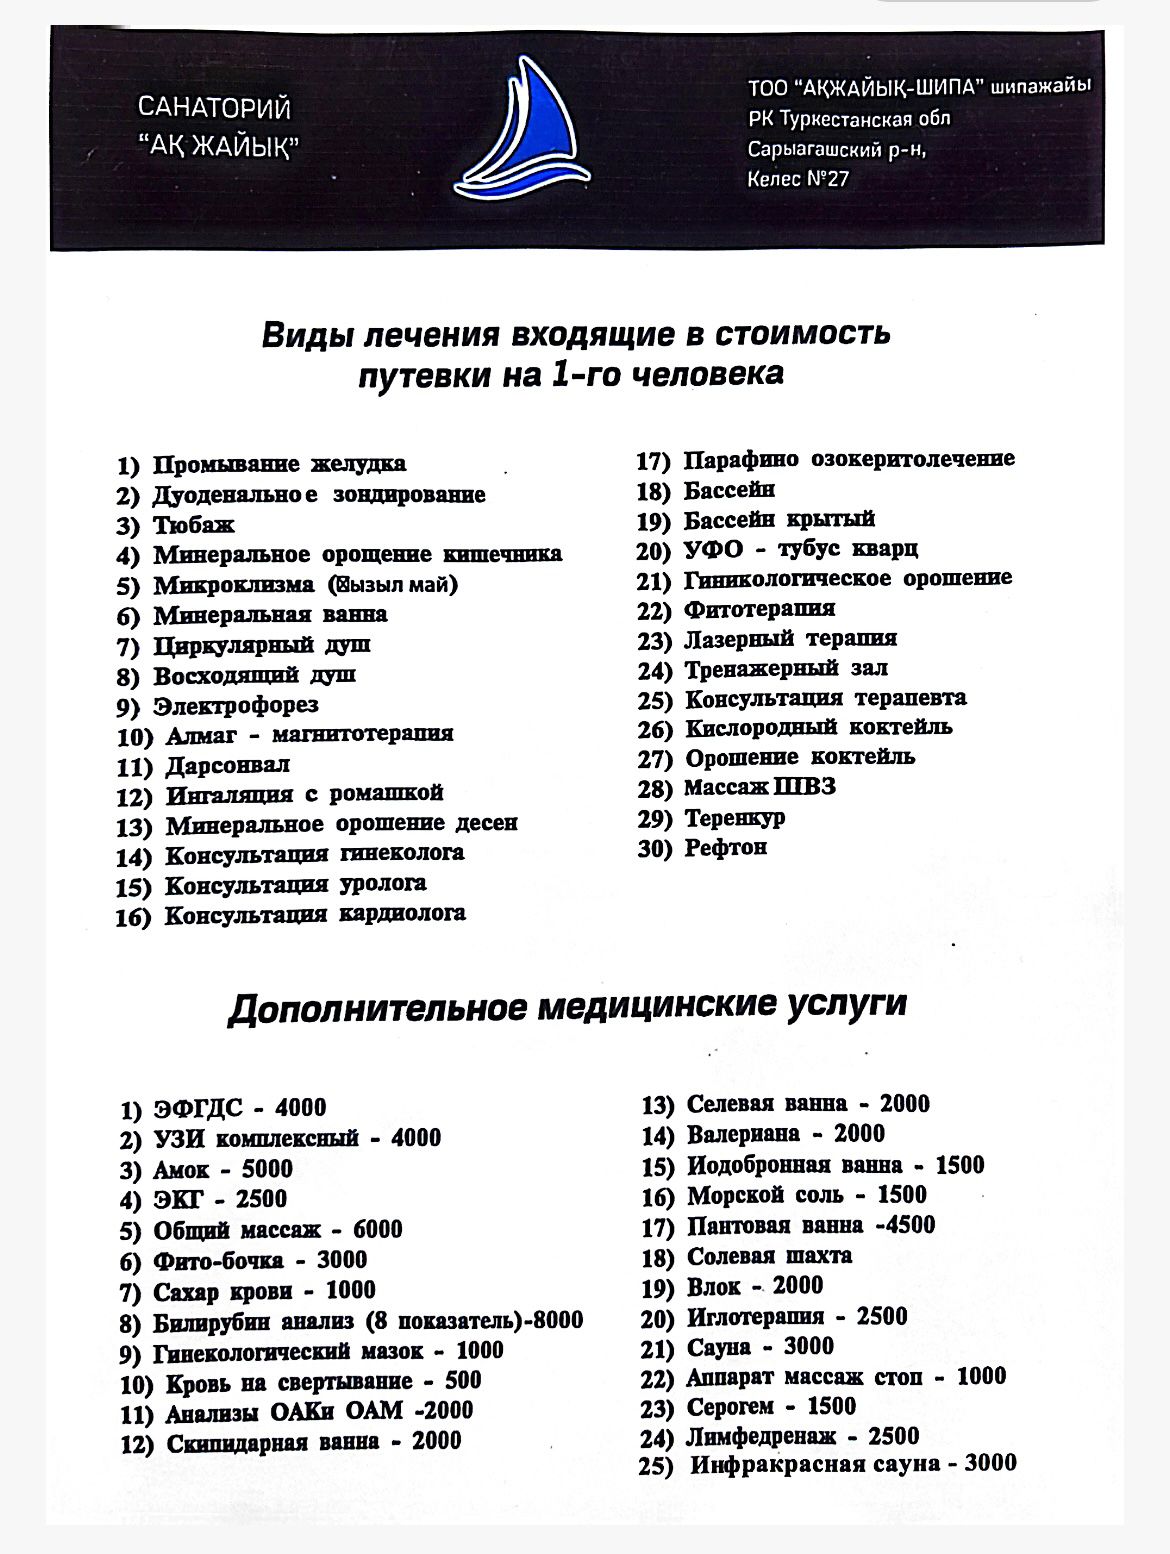 САНАТОРИЙ
“АҚ ЖАЙЫҚ”
ТОО “АҚЖАЙЫҚ-ШИПА” шипажайы
РК Туркестанская обл
Сарыагашский р-н,
Келес №27
Виды лечения входящие в стоимость
путевки на 1-го человека
1) Промывание желудка
2) Дуоденально е зондирование
3) Тюбаж
4) Минеральное орощение кишечника
5) Микроклизма (ызыл май)
6) Минеральная ванна
7) Циркулярный душ
8) Восходящий душ
9) Электрофорез
10) Алмаг - магнитотерапия
11) Дарсонвал
12) Ингаляция с ромашкой
13) Минеральное орошение десен
14) Консультация гинеколога
15) Консультация уролога
16) Консультация кардиолога
17) Парафино озокеритолечение
18) Бассейн
19) Бассейн крытый
20) УФО - тубус кварц
21) Гиникологическое орошение
22) Фитотерапия
23) Лазерный терапия
24) Тренажерный зал
25) Консультация терапевта
26) Кислородный коктейль
27) Орошение коктейль
28) Массаж ШВЗ
29) Теренкур
30) Рефтон
Дополнительное медицинские услуги
1) ЭФГДС - 4000
2) УЗИ комплексный - 4000
3) Амок - 5000
4) ЭКГ - 2500
5) Общий массаж - 6000
6) Фито-бочка - 3000
7) Сахар крови - 1000
8) Билирубин анализ (8 показатель)-8000
9) Гинекологический мазок - 1000
10) Кровь на свертывание - 500
11) Анализы ОАКи ОАМ -2000
12) Скипидарная ванна - 2000
13) Селевая ванна - 2000
14) Валериана - 2000
15) Иодобронная ванна - 1500
16) Морской соль - 1500
17) Пантовая ванна -4500
18) Солевая шахта
19) Влок - 2000
20) Иглотерапия - 2500
21) Сауна - 3000
22) Аппарат массаж стоп - 1000
23) Серогем - 1500
24) Лимфедренаж - 2500
25) Инфракрасная сауна - 3000